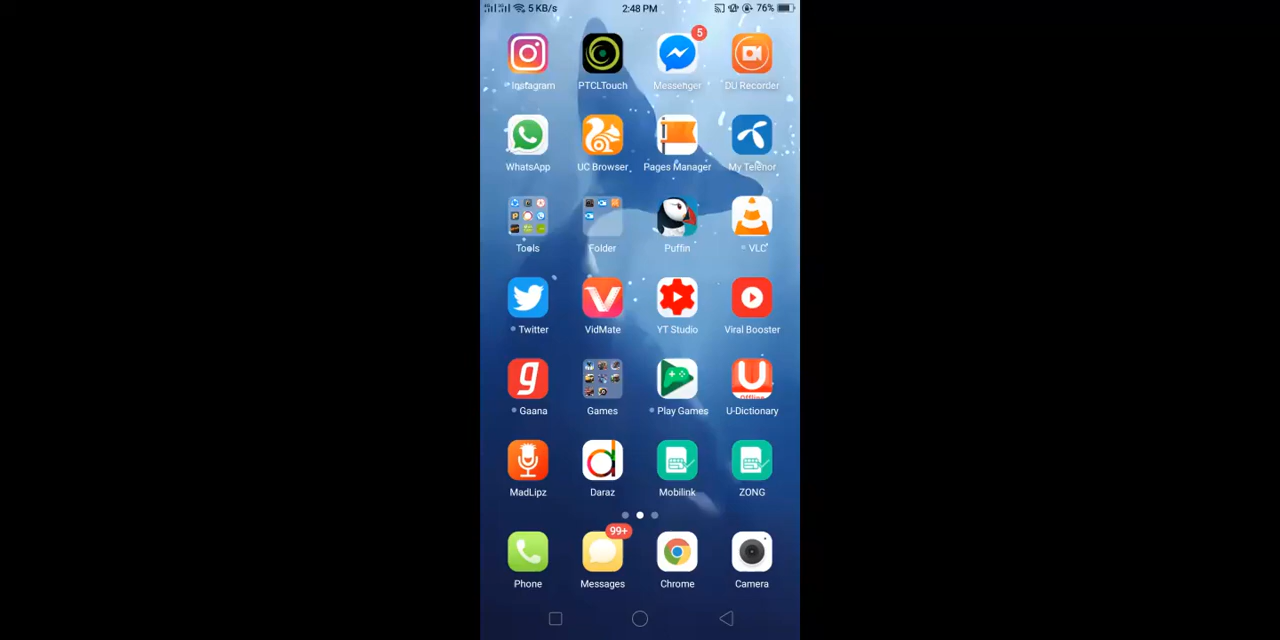 5 KB/s 2:48 PM 76%
5
Instagram PTCLTouch Messenger DU Recorder
WhatsApp UC Browser Pages Manager My Telenor
Tools Folder Puffin VLC
Twitter VidMate YT Studio Viral Booster
g
U
Offline
Gaana Games Play Games U-Dictionary
d
MadLipz Daraz Mobilink ZONG
99+
Phone Messages Chrome Camera